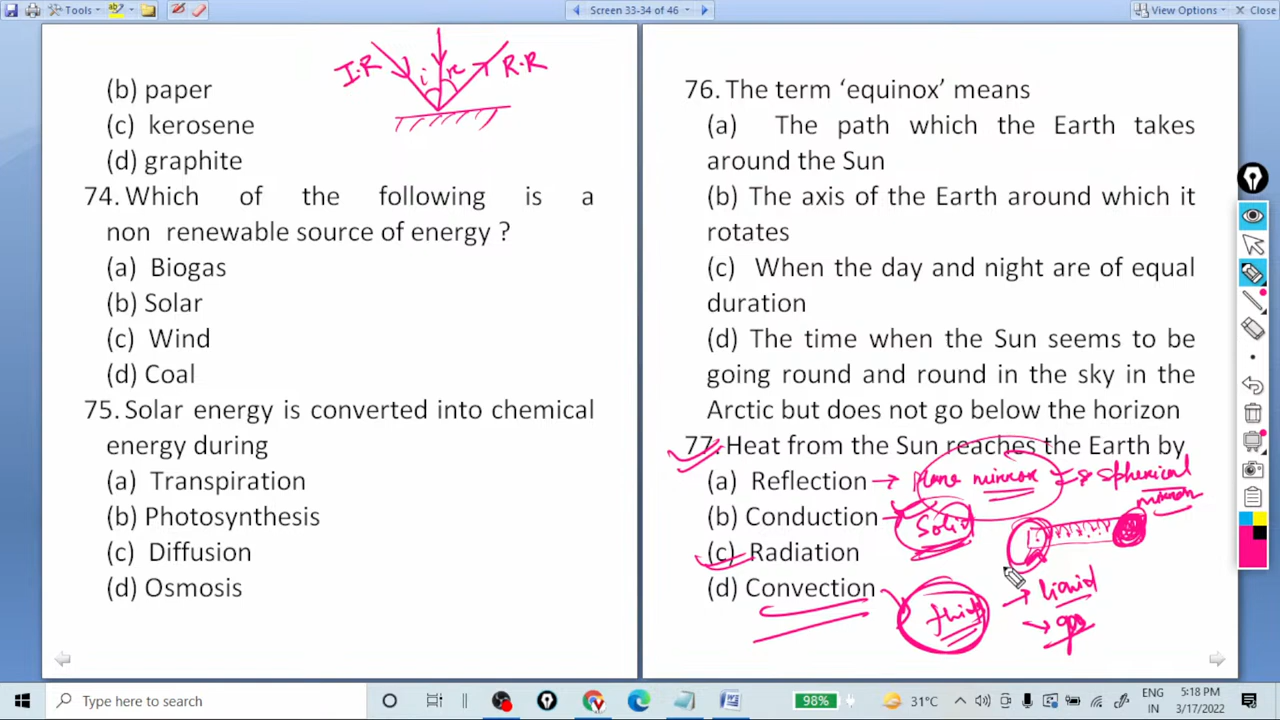 Tools
Screen 33-34 of 46
View Options
Close
I.R
i
r
R.R
(b) paper
(c) kerosene
(d) graphite
74. Which of the following is a
non renewable source of energy ?
(a) Biogas
(b) Solar
(c) Wind
(d) Coal
75. Solar energy is converted into chemical
energy during
(a) Transpiration
(b) Photosynthesis
(c) Diffusion
(d) Osmosis
76. The term ‘equinox’ means
(a) The path which the Earth takes
around the Sun
(b) The axis of the Earth around which it
rotates
(c) When the day and night are of equal
duration
(d) The time when the Sun seems to be
going round and round in the sky in the
Arctic but does not go below the horizon
77. Heat from the Sun reaches the Earth by
(a) Reflection → plane mirror spherical
mirror
(b) Conduction solid
(c) Radiation
(d) Convection → liquid
→ gas
Type here to search
98%
31°C
ENG
IN
5:18 PM
3/17/2022